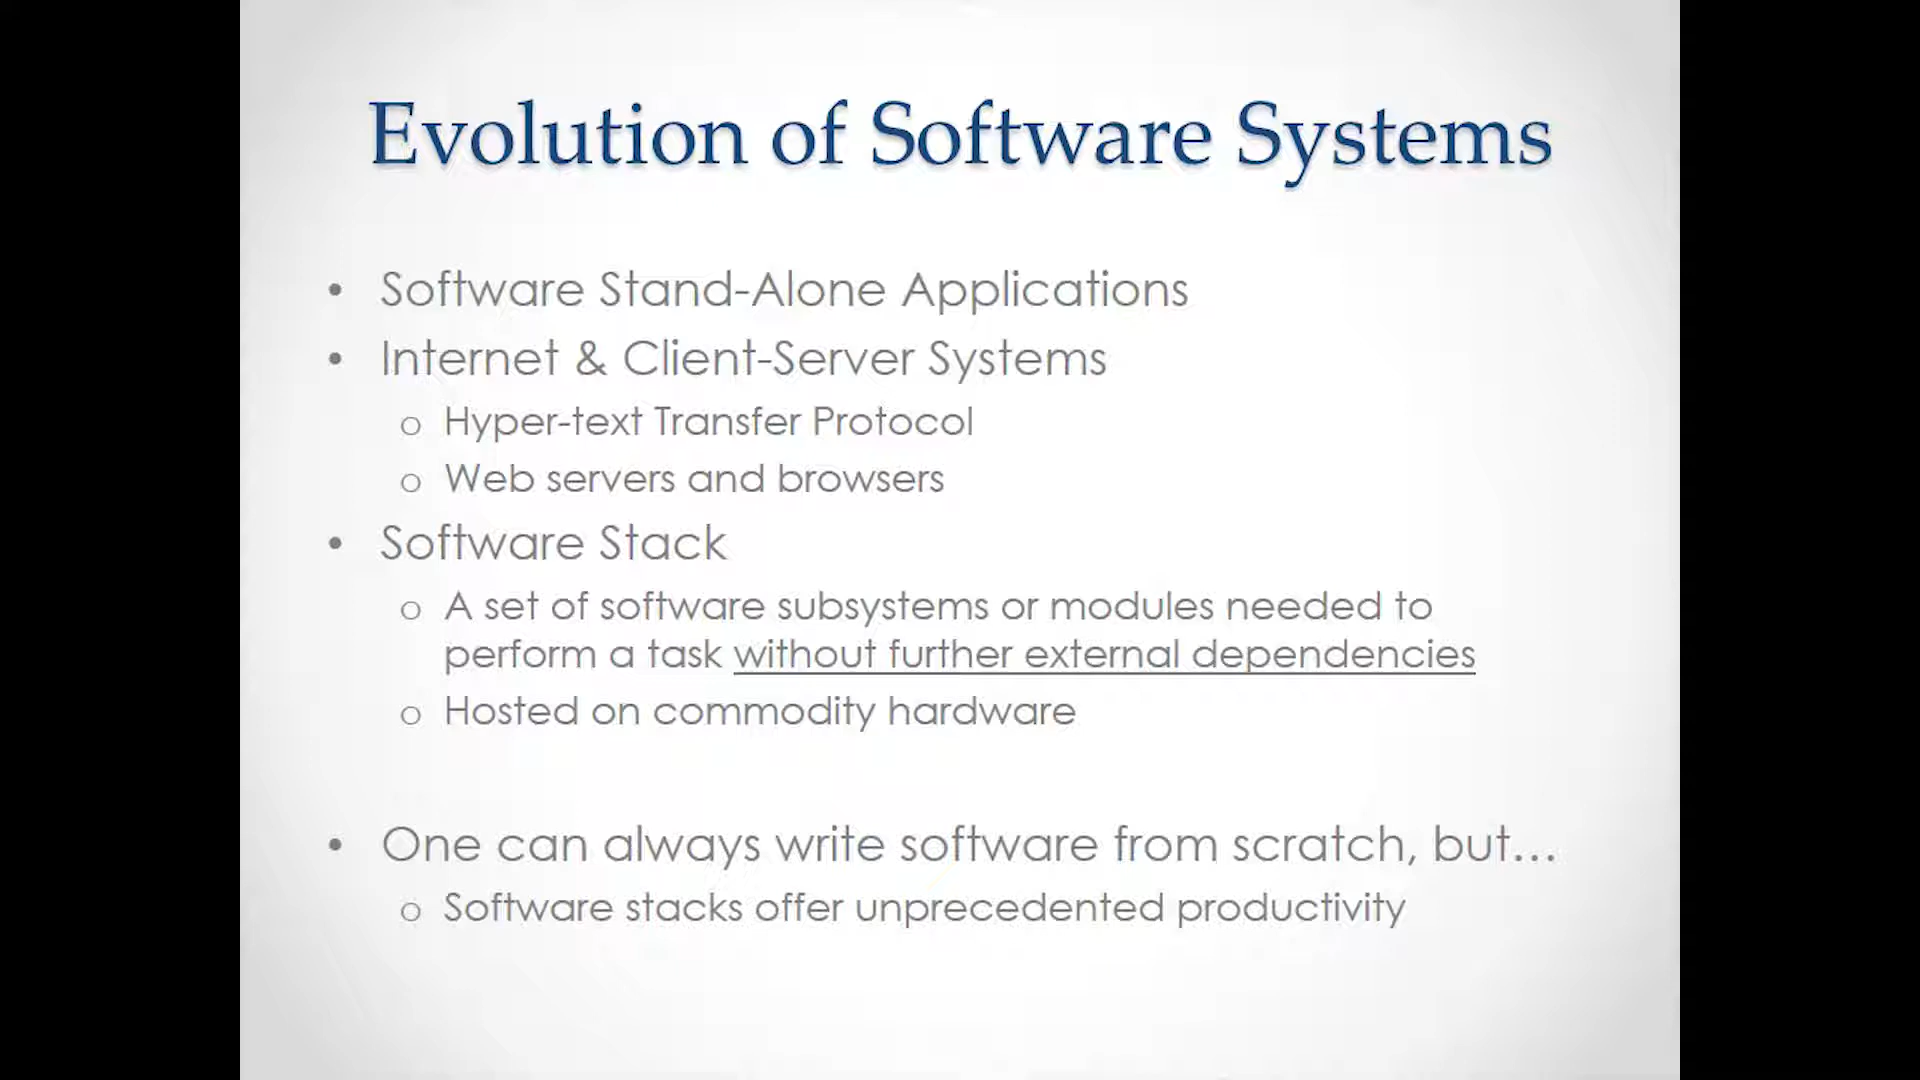 Evolution of Software Systems
• Software Stand-Alone Applications
• Internet & Client-Server Systems
o Hyper-text Transfer Protocol
o Web servers and browsers
• Software Stack
o A set of software subsystems or modules needed to
perform a task without further external dependencies
o Hosted on commodity hardware
• One can always write software from scratch, but…
o Software stacks offer unprecedented productivity